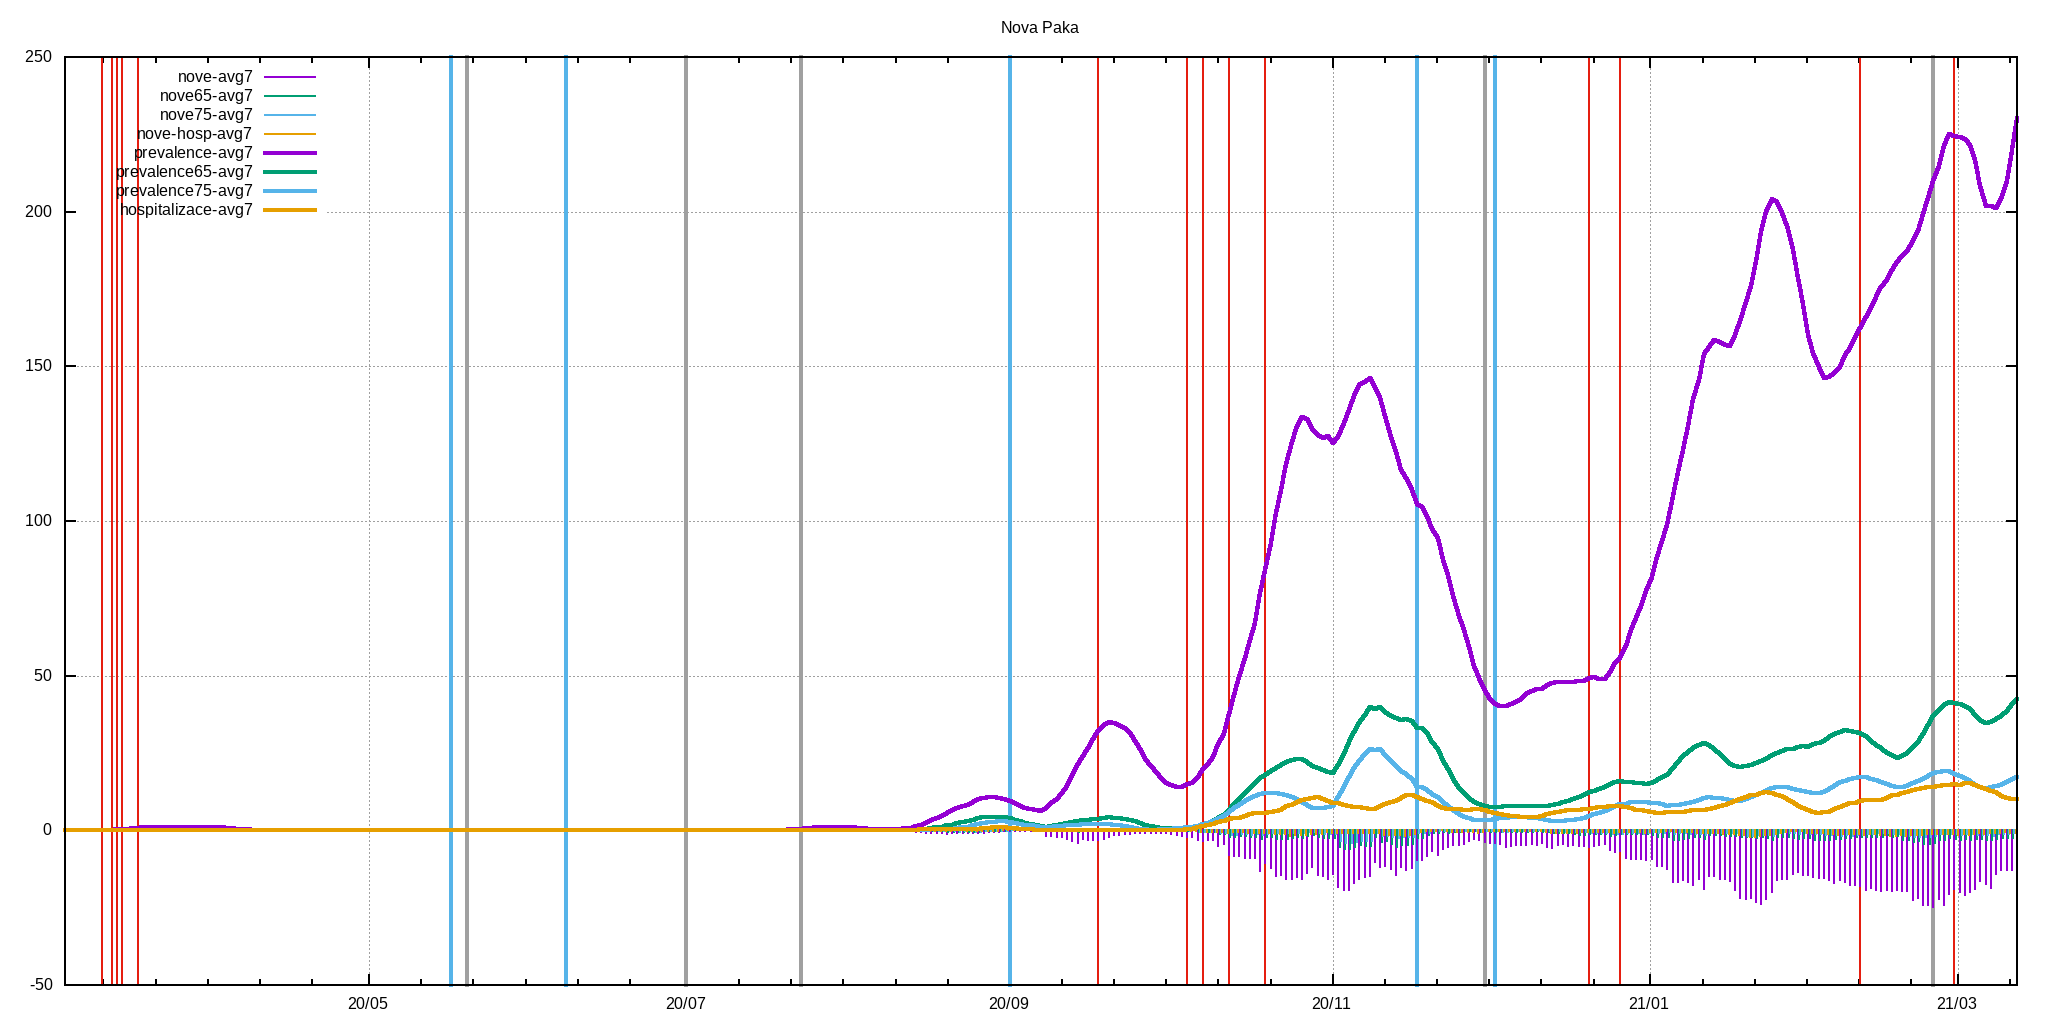 Nova Paka
250
200
150
100
50
0
-50
nove-avg7
nove65-avg7
nove75-avg7
nove-hosp-avg7
prevalence-avg7
prevalence65-avg7
prevalence75-avg7
hospitalizace-avg7
20/05
20/07
20/09
20/11
21/01
21/03